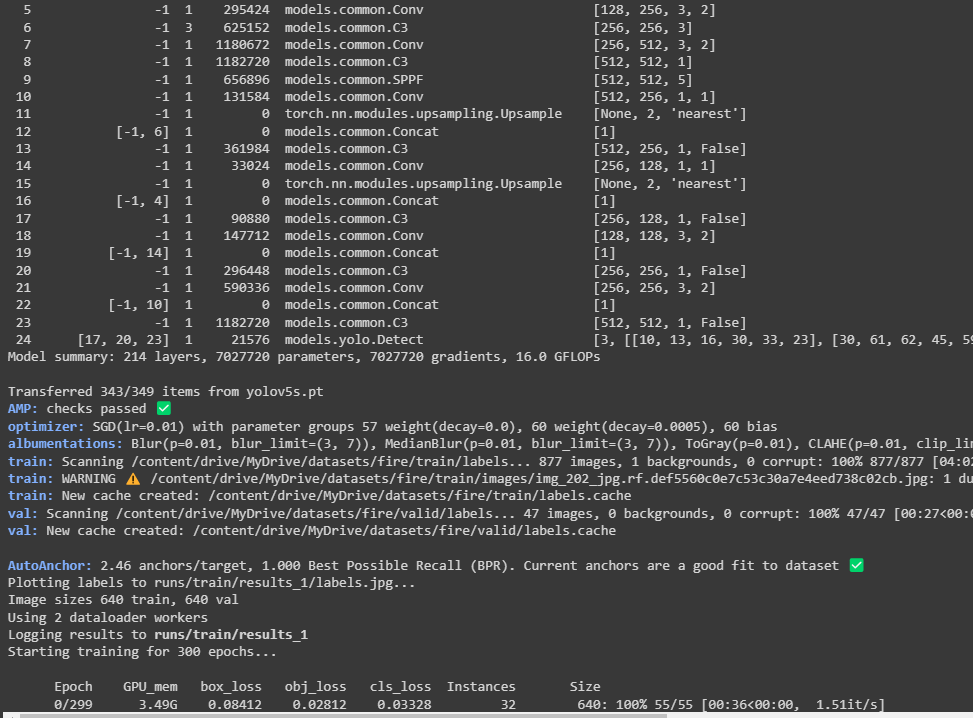 5 -1 1 295424 models.common.Conv [128, 256, 3, 2]
6 -1 3 625152 models.common.C3 [256, 256, 3]
7 -1 1 1180672 models.common.Conv [256, 512, 3, 2]
8 -1 1 1182720 models.common.C3 [512, 512, 1]
9 -1 1 656896 models.common.SPPF [512, 512, 5]
10 -1 1 131584 models.common.Conv [512, 256, 1, 1]
11 -1 1 0 torch.nn.modules.upsampling.Upsample [None, 2, 'nearest']
12 [-1, 6] 1 0 models.common.Concat [1]
13 -1 1 361984 models.common.C3 [512, 256, 1, False]
14 -1 1 33024 models.common.Conv [256, 128, 1, 1]
15 -1 1 0 torch.nn.modules.upsampling.Upsample [None, 2, 'nearest']
16 [-1, 4] 1 0 models.common.Concat [1]
17 -1 1 90880 models.common.C3 [256, 128, 1, False]
18 -1 1 147712 models.common.Conv [128, 128, 3, 2]
19 [-1, 14] 1 0 models.common.Concat [1]
20 -1 1 296448 models.common.C3 [256, 256, 1, False]
21 -1 1 590336 models.common.Conv [256, 256, 3, 2]
22 [-1, 10] 1 0 models.common.Concat [1]
23 -1 1 1182720 models.common.C3 [512, 512, 1, False]
24 [17, 20, 23] 1 21576 models.yolo.Detect [3, [[10, 13, 16, 30, 33, 23], [30, 61, 62, 45, 59
Model summary: 214 layers, 7027720 parameters, 7027720 gradients, 16.0 GFLOPs
Transferred 343/349 items from yolov5s.pt
AMP: checks passed ✅
optimizer: SGD(lr=0.01) with parameter groups 57 weight(decay=0.0), 60 weight(decay=0.0005), 60 bias
albumentations: Blur(p=0.01, blur_limit=(3, 7)), MedianBlur(p=0.01, blur_limit=(3, 7)), ToGray(p=0.01), CLAHE(p=0.01, clip_lim
train: Scanning /content/drive/MyDrive/datasets/fire/train/labels... 877 images, 1 backgrounds, 0 corrupt: 100% 877/877 [04:02
train: WARNING ⚠️ /content/drive/MyDrive/datasets/fire/train/images/img_202_jpg.rf.def5560c0e7c53c30a7e4eed738c02cb.jpg: 1 du
train: New cache created: /content/drive/MyDrive/datasets/fire/train/labels.cache
val: Scanning /content/drive/MyDrive/datasets/fire/valid/labels... 47 images, 0 backgrounds, 0 corrupt: 100% 47/47 [00:27<00:0
val: New cache created: /content/drive/MyDrive/datasets/fire/valid/labels.cache
AutoAnchor: 2.46 anchors/target, 1.000 Best Possible Recall (BPR). Current anchors are a good fit to dataset ✅
Plotting labels to runs/train/results_1/labels.jpg...
Image sizes 640 train, 640 val
Using 2 dataloader workers
Logging results to runs/train/results_1
Starting training for 300 epochs...
Epoch GPU_mem box_loss obj_loss cls_loss Instances Size
0/299 3.49G 0.08412 0.02812 0.03328 32 640: 100% 55/55 [00:36<00:00, 1.51it/s]